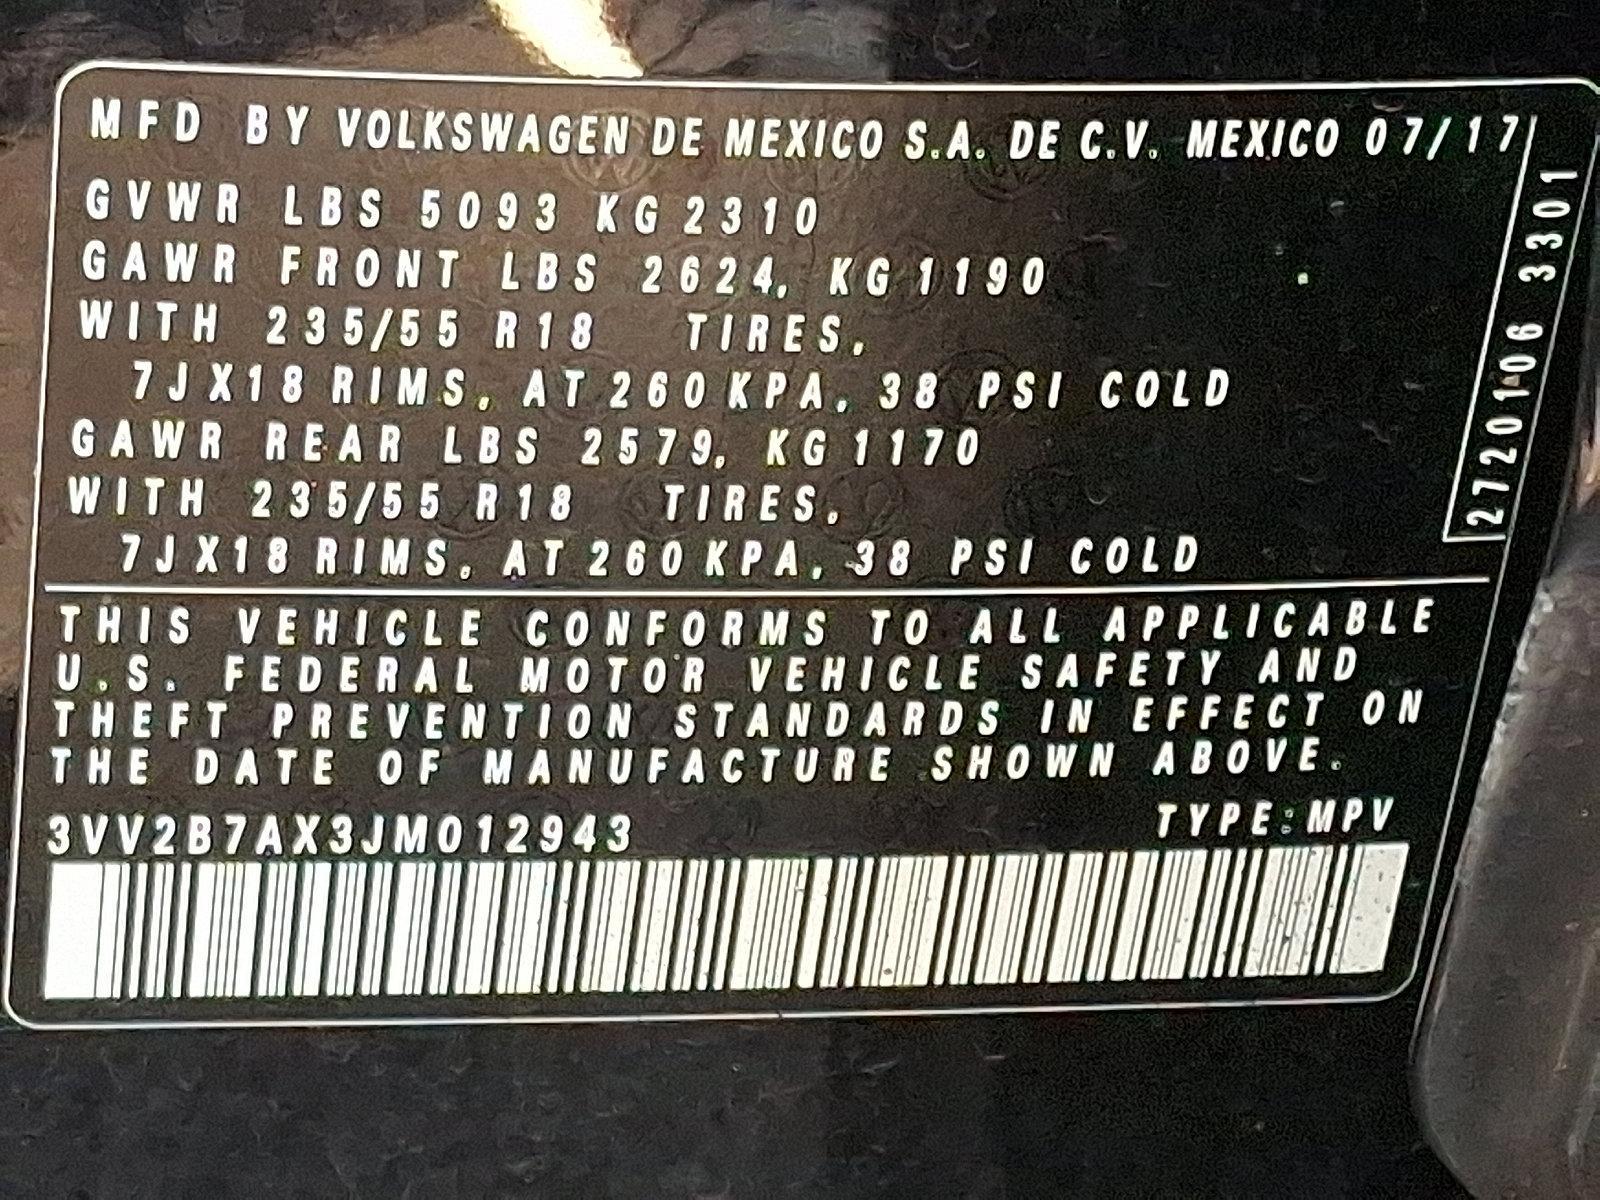 MFD BY VOLKSWAGEN DE MEXICO S.A. DE C.V. MEXICO 07/17
GVWR LBS 5093 KG 2310
GAWR FRONT LBS 2624, KG 1190
WITH 235/55 R18 TIRES,
7JX18 RIMS, AT 260 KPA, 38 PSI COLD
GAWR REAR LBS 2579, KG 1170
WITH 235/55 R18 TIRES,
7JX18 RIMS, AT 260 KPA, 38 PSI COLD
2720106 3301
THIS VEHICLE CONFORMS TO ALL APPLICABLE
U.S. FEDERAL MOTOR VEHICLE SAFETY AND
THEFT PREVENTION STANDARDS IN EFFECT ON
THE DATE OF MANUFACTURE SHOWN ABOVE.
3VV2B7AX3JM012943
TYPE:MPV